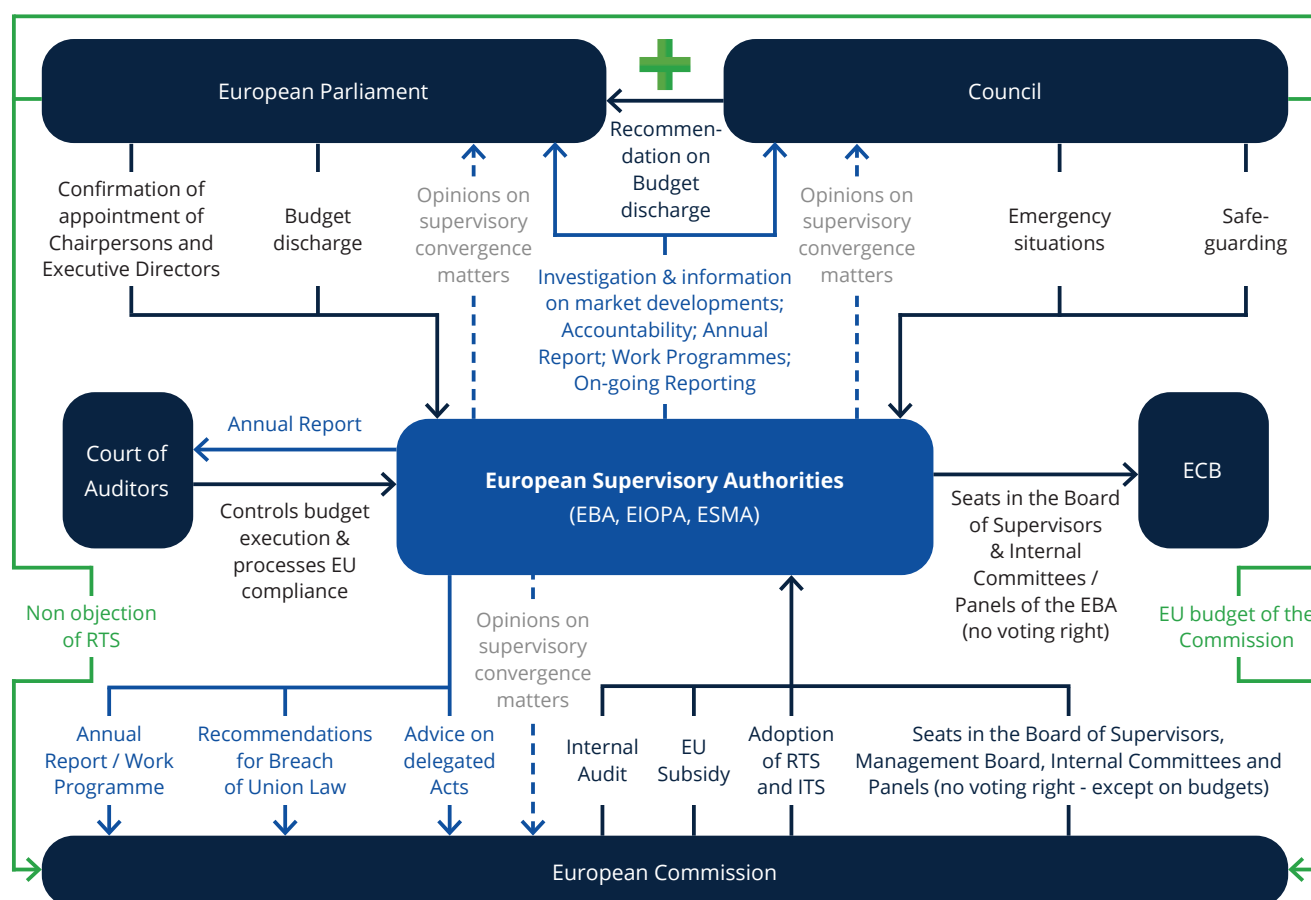 European Parliament
Council
Recommen-
dation on
Budget
discharge
Confirmation of
appointment of
Chairpersons and
Executive Directors
Budget
discharge
Opinions on
supervisory
convergence
matters
Investigation & information
on market developments;
Accountability; Annual
Report; Work Programmes;
On-going Reporting
Opinions on
supervisory
convergence
matters
Emergency
situations
Safe-
guarding
Court of
Auditors
Annual Report
Controls budget
execution &
processes EU
compliance
European Supervisory Authorities
(EBA, EIOPA, ESMA)
Seats in the Board
of Supervisors
& Internal
Committees /
Panels of the EBA
(no voting right)
ECB
Non objection
of RTS
Opinions on
supervisory
convergence
matters
EU budget of the
Commission
Annual
Report / Work
Programme
Recommendations
for Breach
of Union Law
Advice on
delegated
Acts
Internal
Audit
EU
Subsidy
Adoption
of RTS
and ITS
Seats in the Board of Supervisors,
Management Board, Internal Committees and
Panels (no voting right - except on budgets)
European Commission